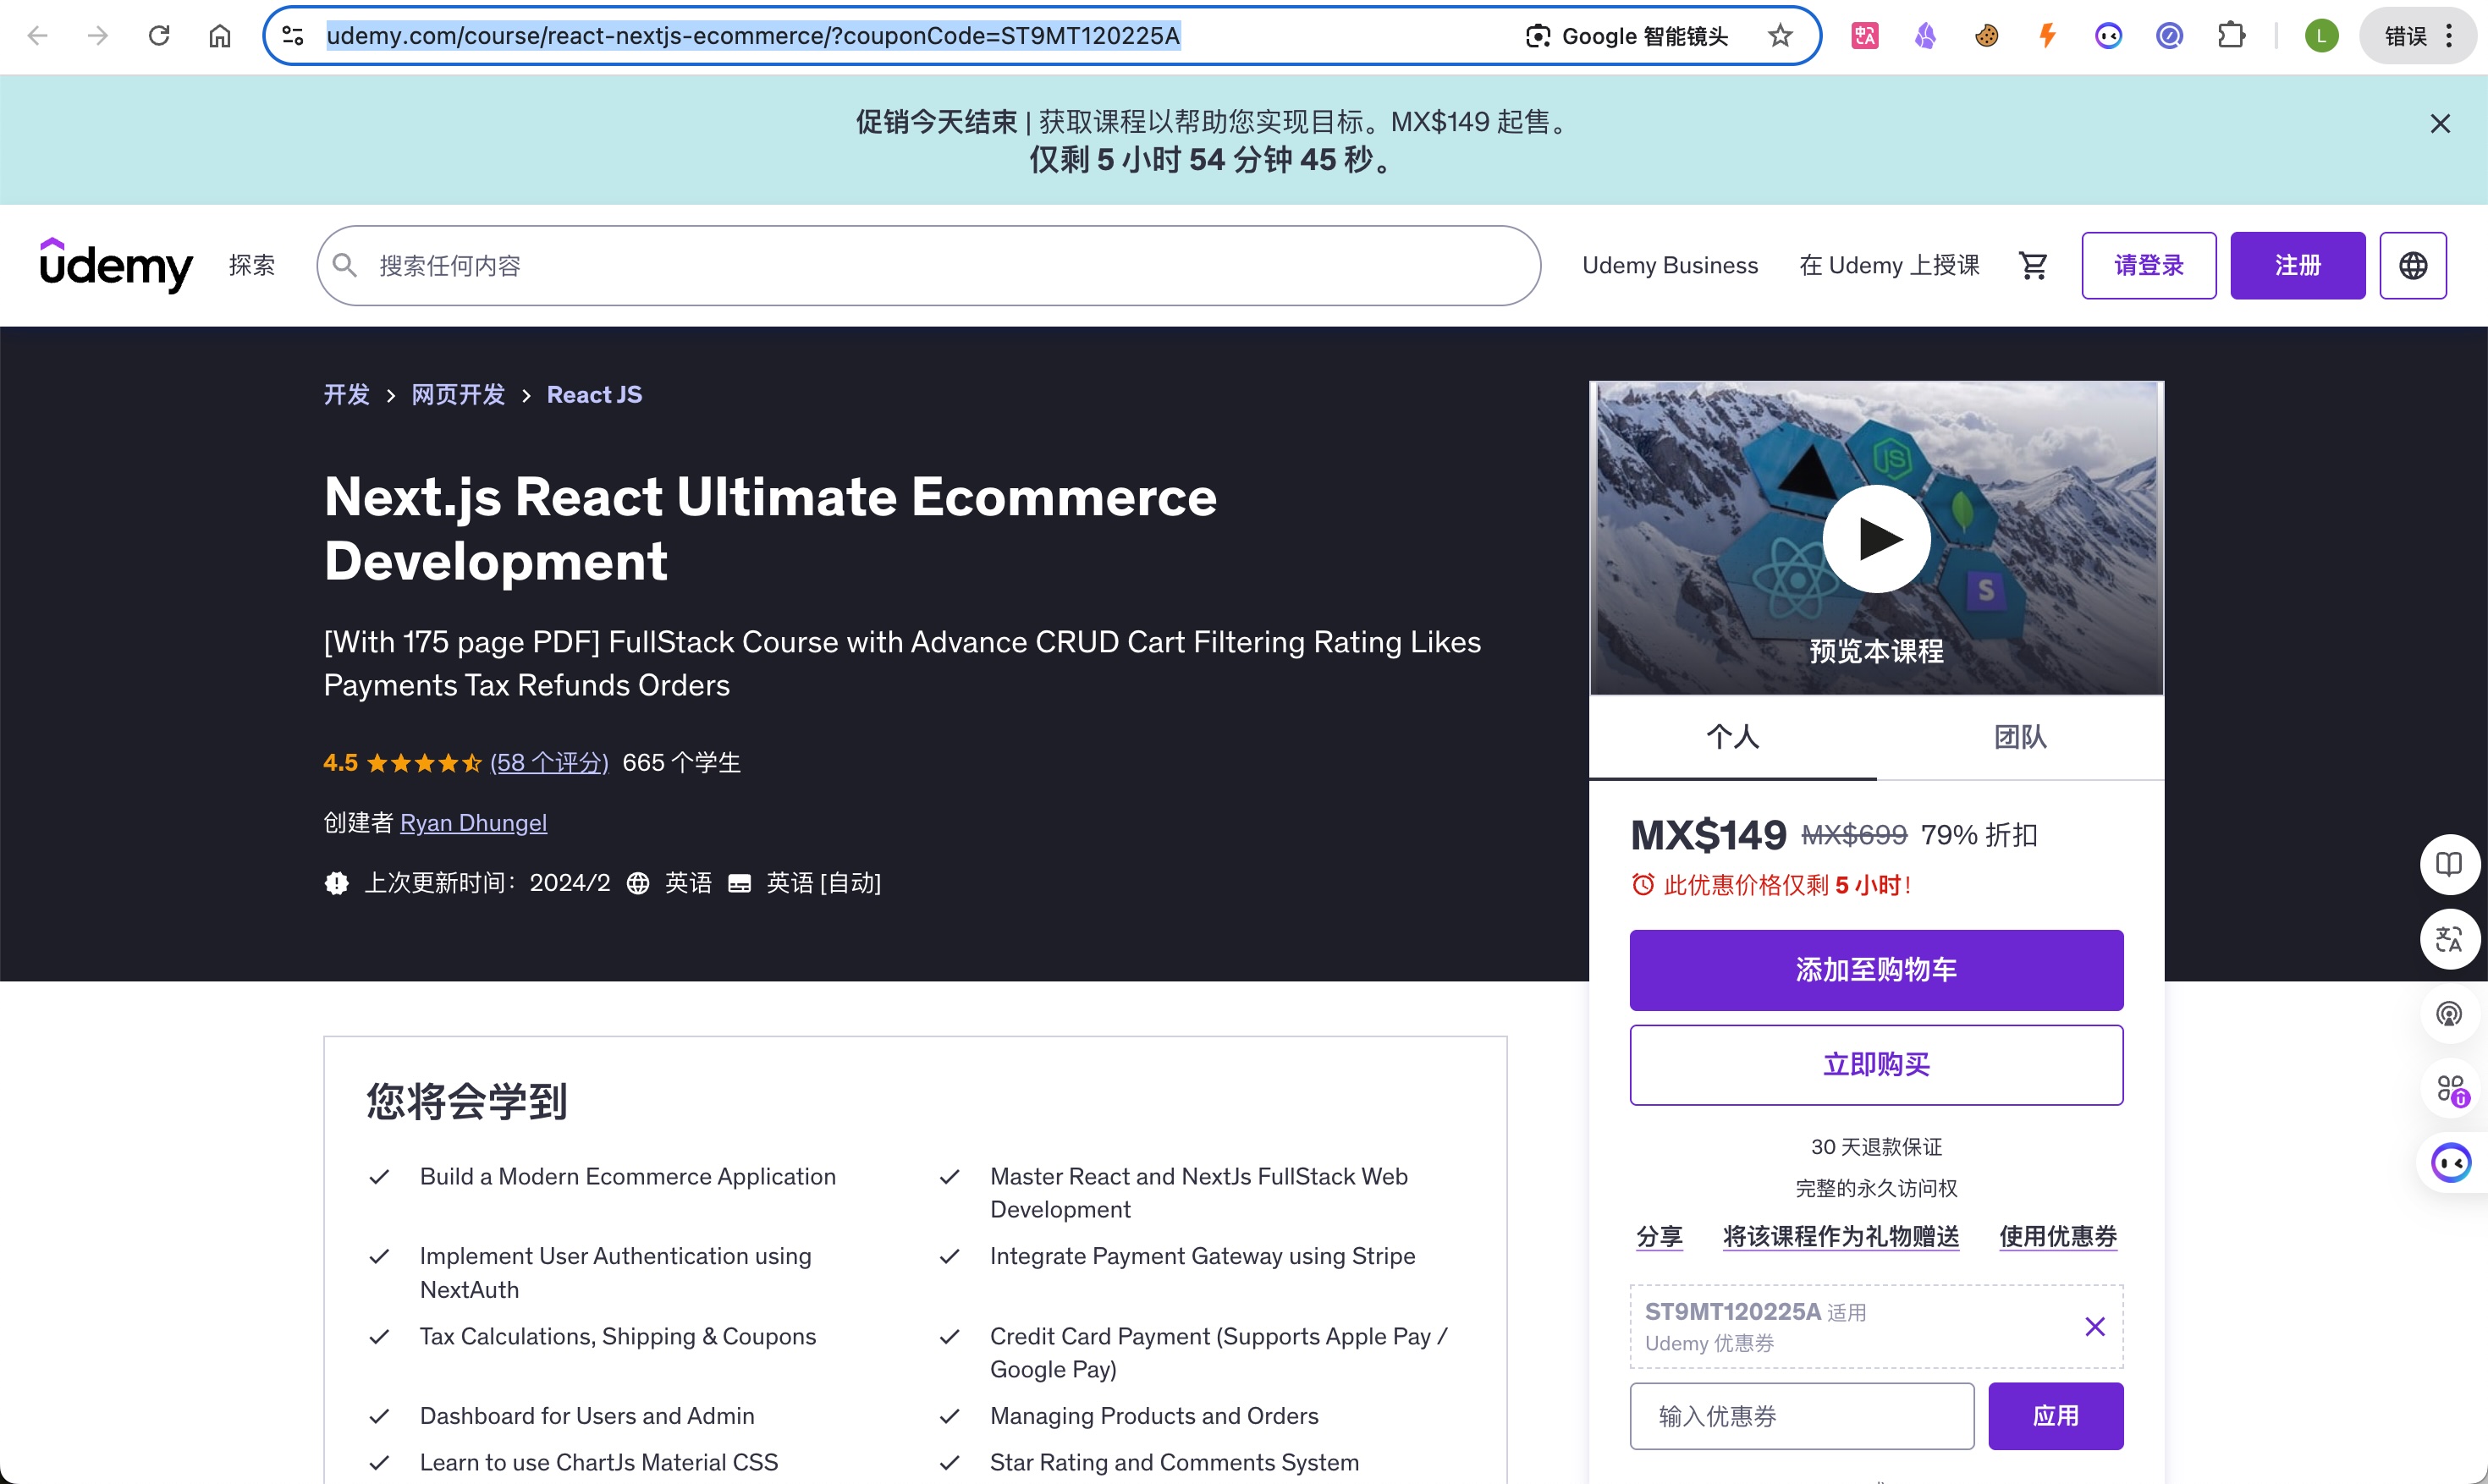 udemy.com/course/react-nextjs-ecommerce/?couponCode=ST9MT120225A
Google 智能镜头
L
错误
促销今天结束 | 获取课程以帮助您实现目标。MX$149 起售。
仅剩 5 小时 54 分钟 45 秒。
udemy
探索
搜索任何内容
Udemy Business
在 Udemy 上授课
请登录
注册
开发 › 网页开发 › React JS
Next.js React Ultimate Ecommerce
Development
[With 175 page PDF] FullStack Course with Advance CRUD Cart Filtering Rating Likes
Payments Tax Refunds Orders
4.5 (58 个评分) 665 个学生
创建者 Ryan Dhungel
上次更新时间：2024/2 英语 英语 [自动]
JS
S
预览本课程
个人
团队
MX$149 MX$699 79% 折扣
此优惠价格仅剩 5 小时！
添加至购物车
立即购买
30 天退款保证
完整的永久访问权
分享
将该课程作为礼物赠送
使用优惠券
ST9MT120225A 适用
Udemy 优惠券
输入优惠券
应用
您将会学到
Build a Modern Ecommerce Application
Master React and NextJs FullStack Web
Development
Implement User Authentication using
NextAuth
Integrate Payment Gateway using Stripe
Tax Calculations, Shipping & Coupons
Credit Card Payment (Supports Apple Pay /
Google Pay)
Dashboard for Users and Admin
Managing Products and Orders
Learn to use ChartJs Material CSS
Star Rating and Comments System